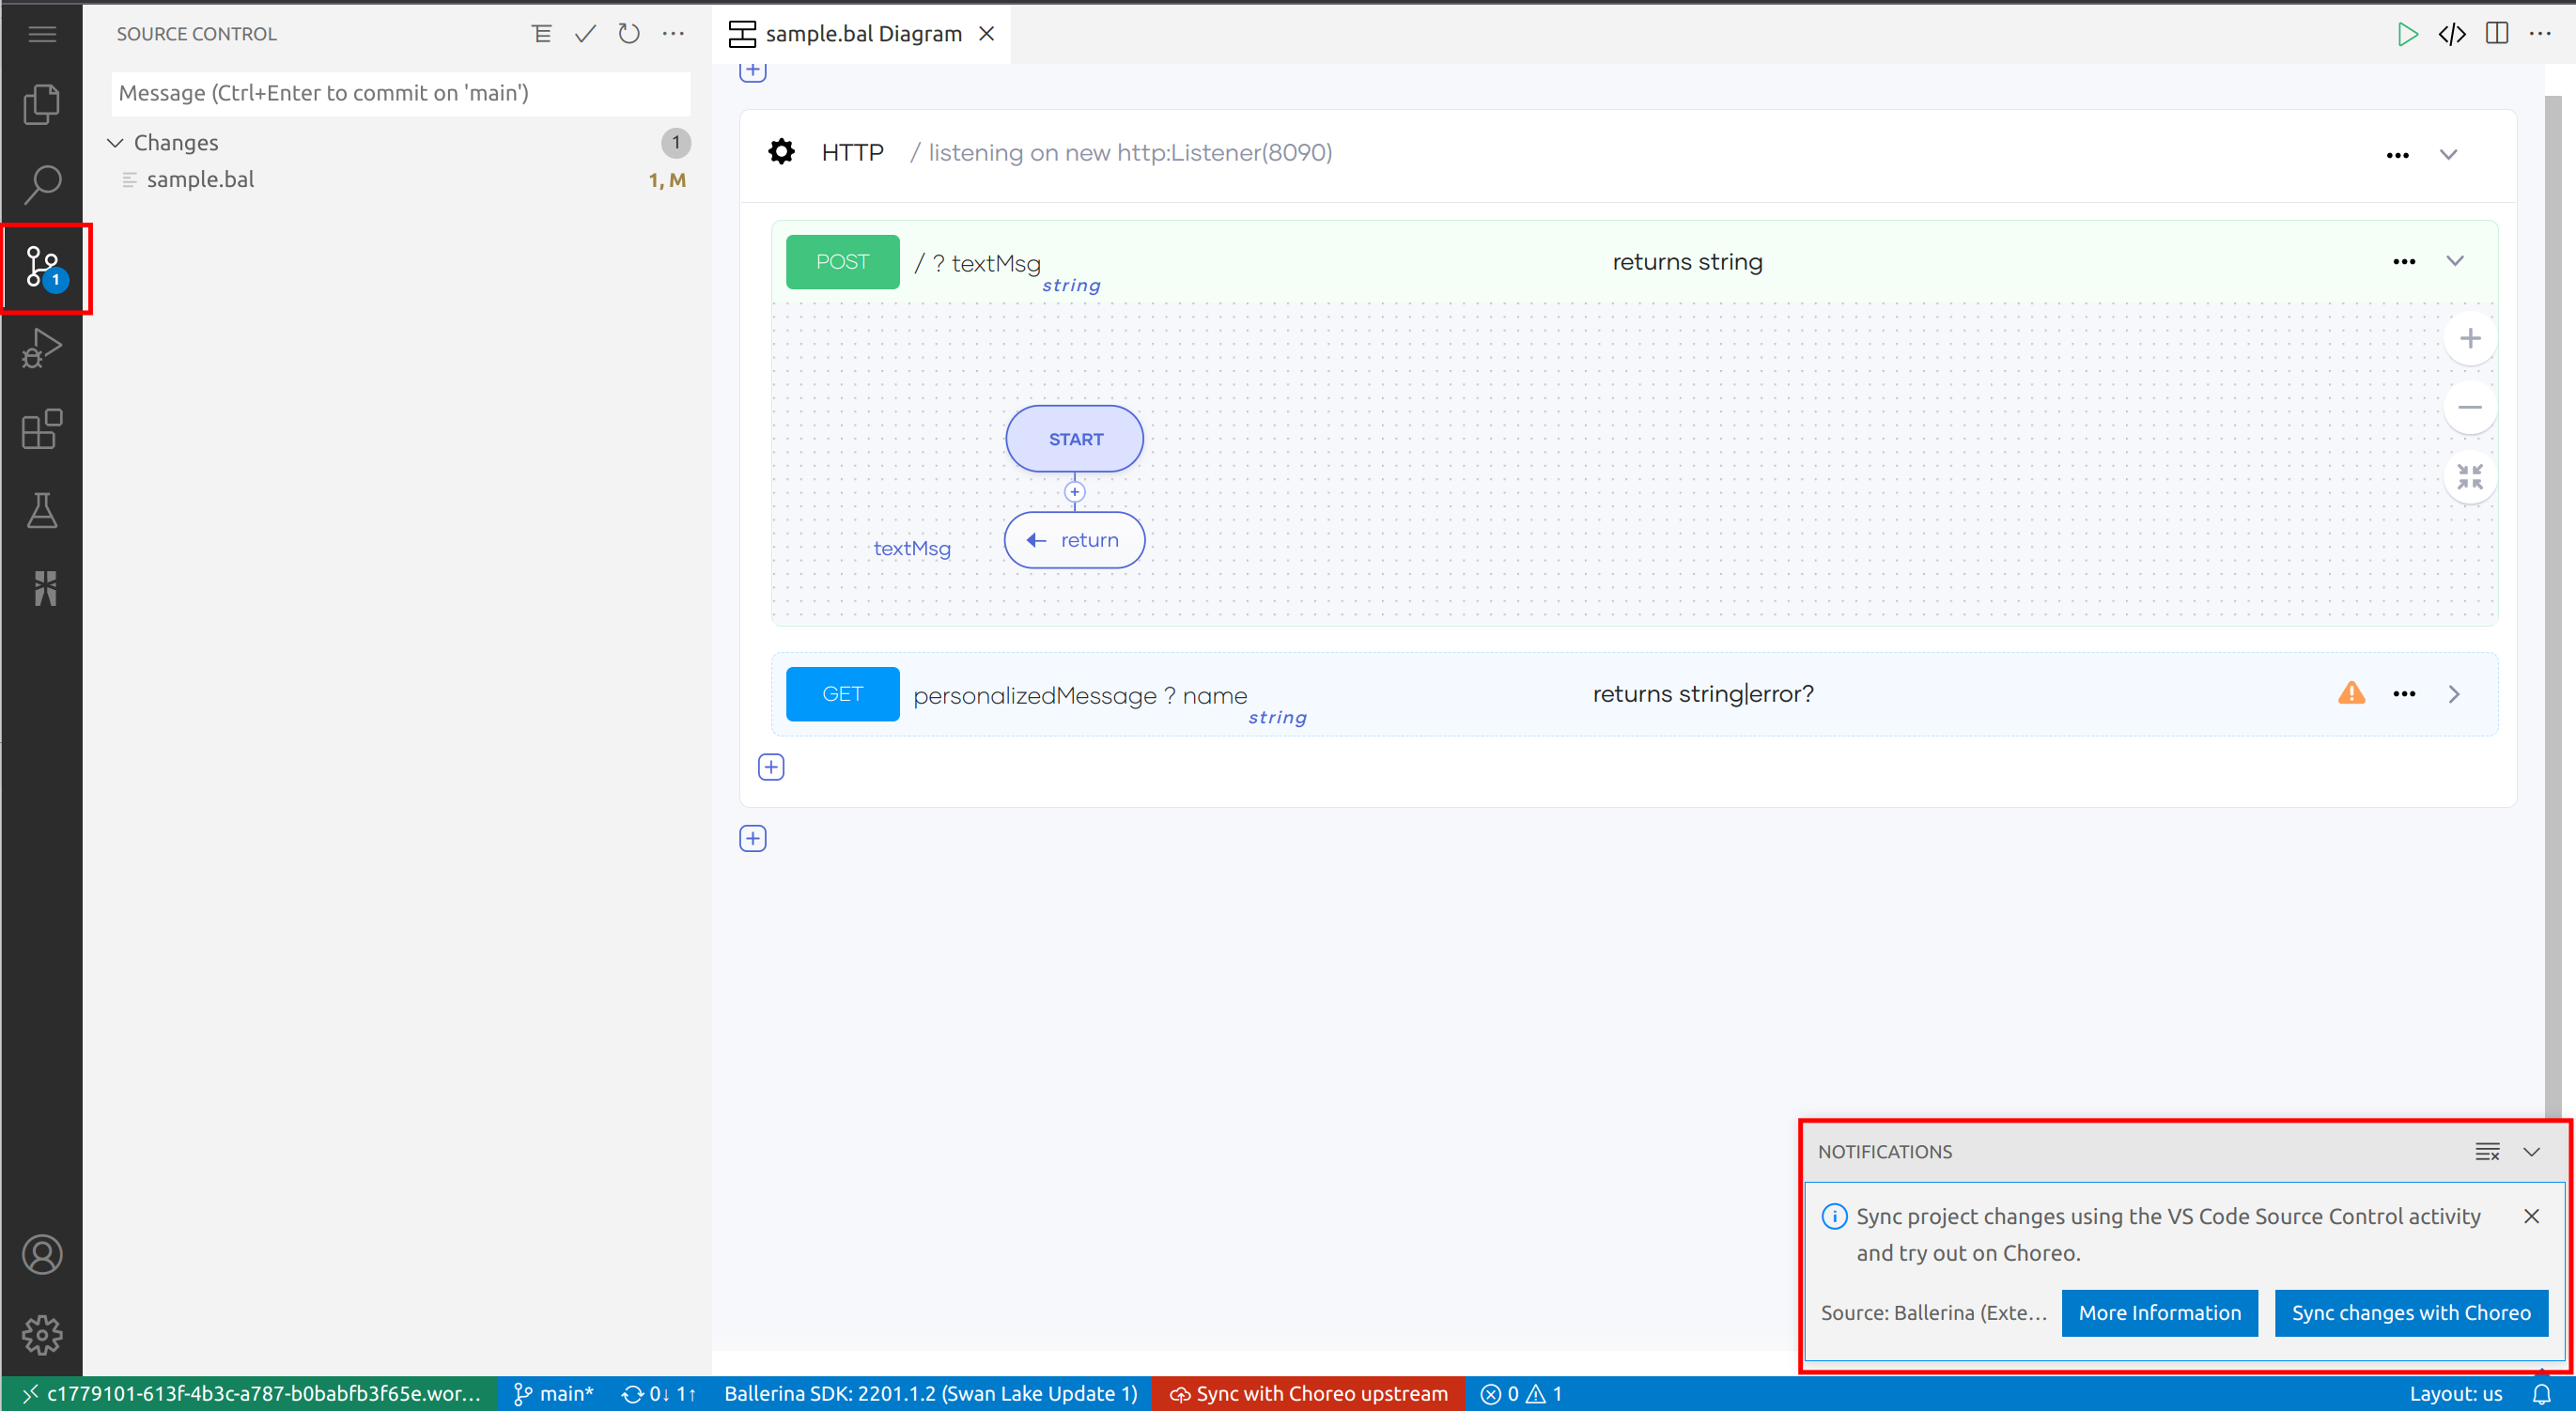 SOURCE CONTROL
Message (Ctrl+Enter to commit on 'main')
Changes 1
sample.bal 1, M
1
sample.bal Diagram
HTTP / listening on new http:Listener(8090)
POST / ? textMsg string returns string
START
textMsg return
GET personalizedMessage ? name string returns string|error?
NOTIFICATIONS
Sync project changes using the VS Code Source Control activity
and try out on Choreo.
Source: Ballerina (Exte... More Information Sync changes with Choreo
c1779101-613f-4b3c-a787-b0babfb3f65e.wor... main* 0↓ 1↑ Ballerina SDK: 2201.1.2 (Swan Lake Update 1) Sync with Choreo upstream 0 1 Layout: us